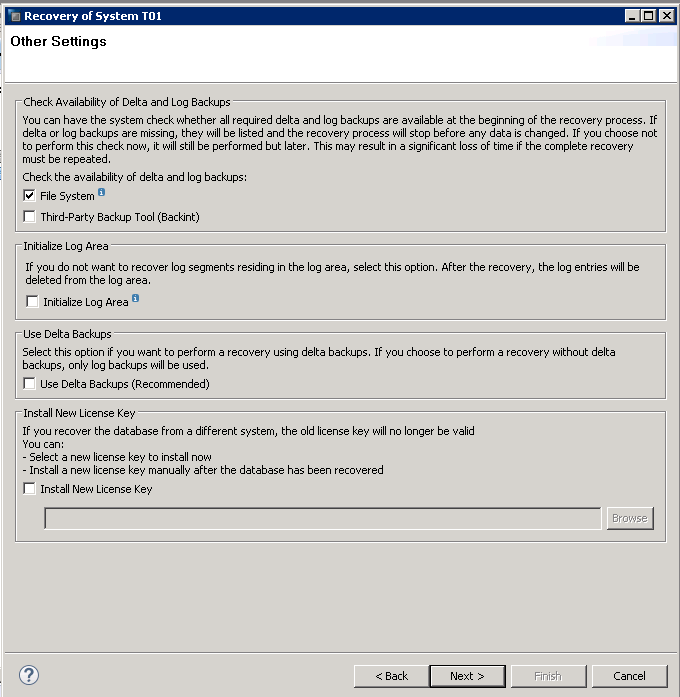 Recovery of System T01
Other Settings
Check Availability of Delta and Log Backups
You can have the system check whether all required delta and log backups are available at the beginning of the recovery process. If
delta or log backups are missing, they will be listed and the recovery process will stop before any data is changed. If you choose not
to perform this check now, it will still be performed but later. This may result in a significant loss of time if the complete recovery
must be repeated.
Check the availability of delta and log backups:
File System
Third-Party Backup Tool (Backint)
Initialize Log Area
If you do not want to recover log segments residing in the log area, select this option. After the recovery, the log entries will be
deleted from the log area.
Initialize Log Area
Use Delta Backups
Select this option if you want to perform a recovery using delta backups. If you choose to perform a recovery without delta
backups, only log backups will be used.
Use Delta Backups (Recommended)
Install New License Key
If you recover the database from a different system, the old license key will no longer be valid
You can:
- Select a new license key to install now
- Install a new license key manually after the database has been recovered
Install New License Key
Browse
?
< Back Next > Finish Cancel